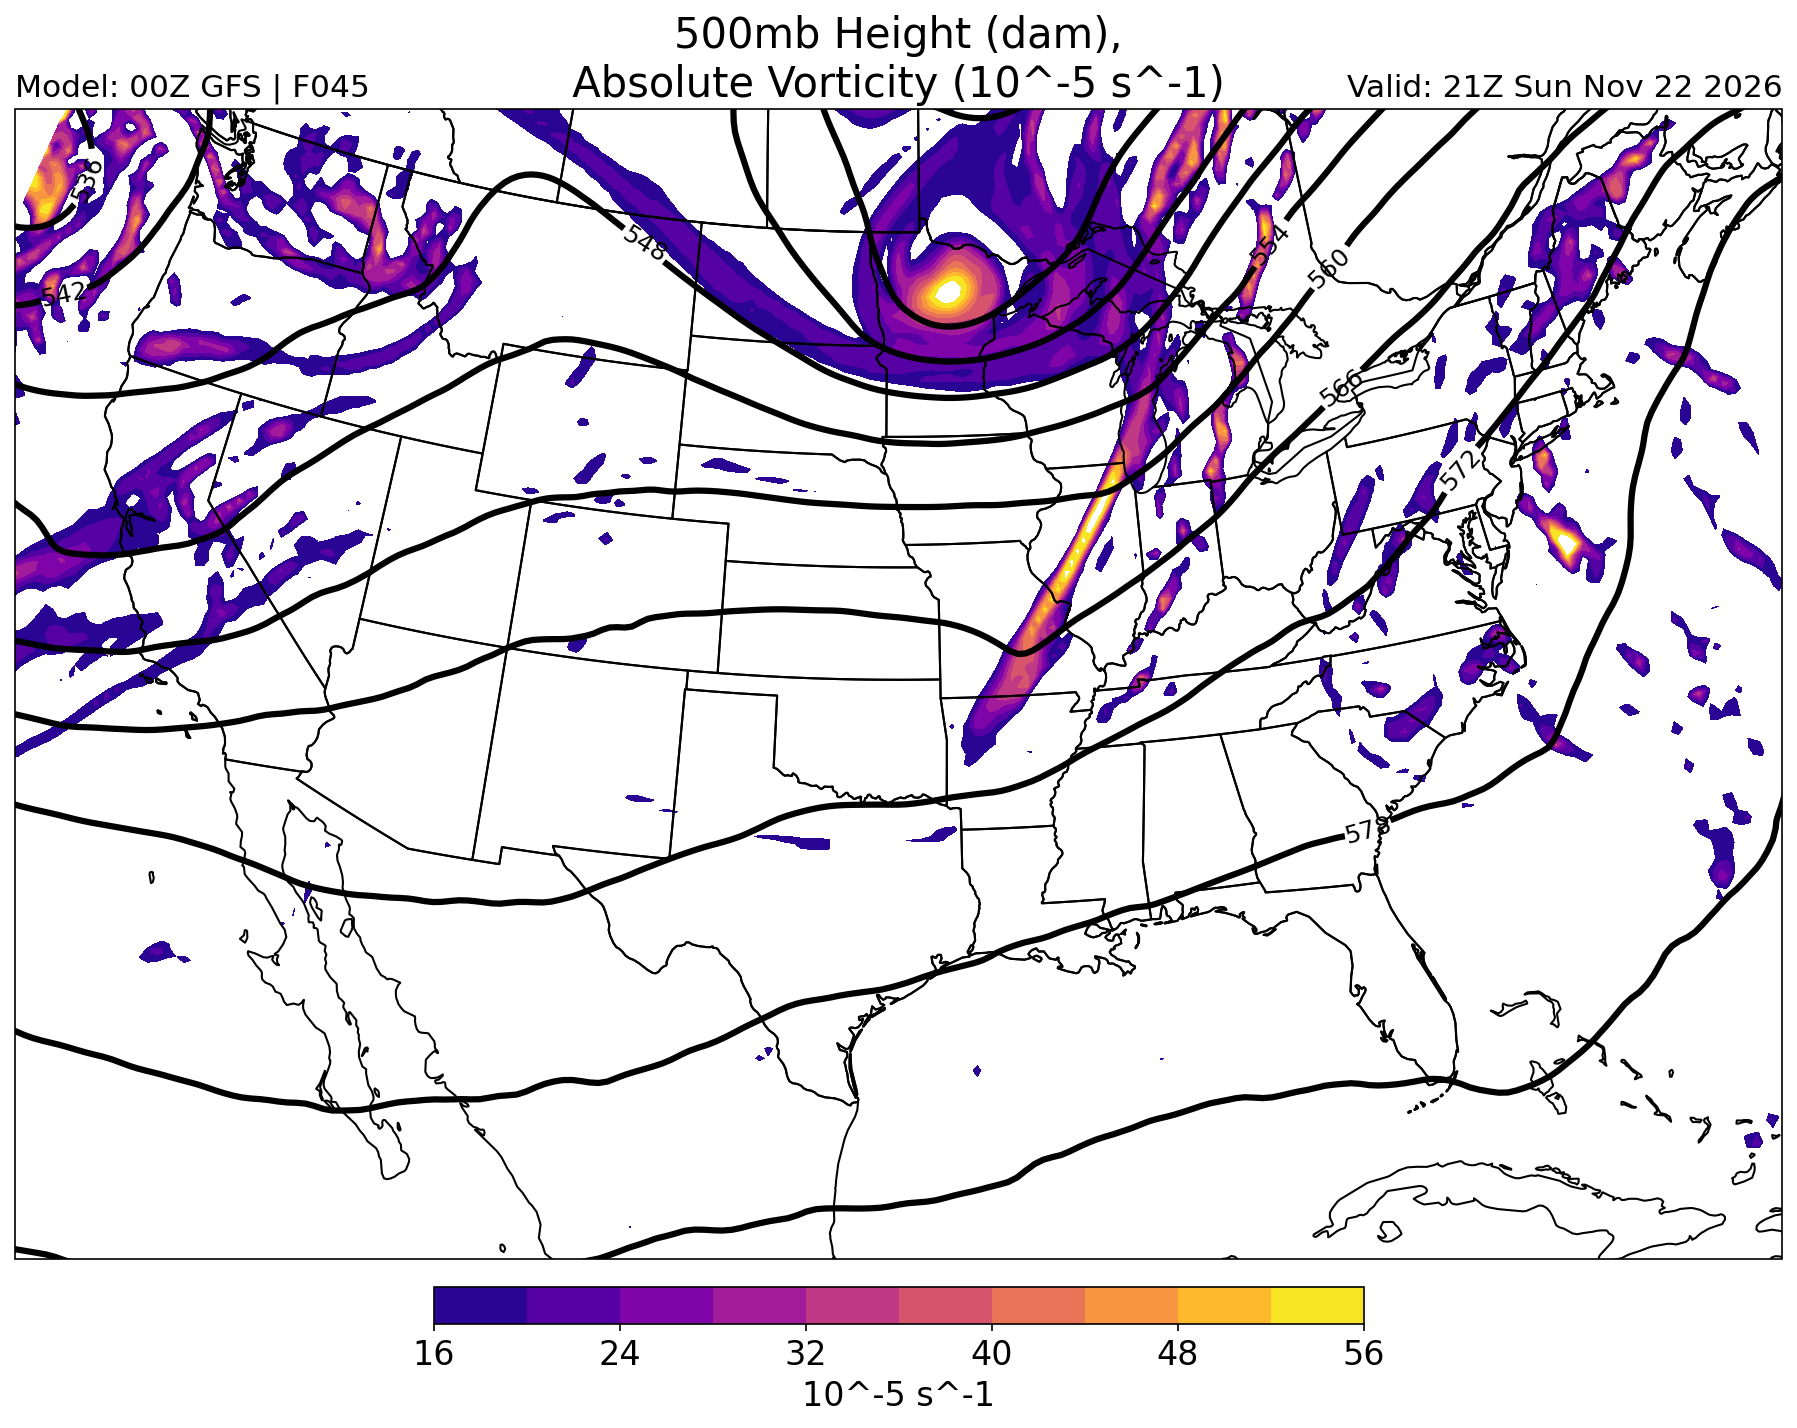 500mb Height (dam),
Model: 00Z GFS | F045
Absolute Vorticity (10^-5 s^-1)
Valid: 21Z Sun Nov 22 2026
536
542
548
554
560
566
572
578
16
24
32
40
48
56
10^-5 s^-1